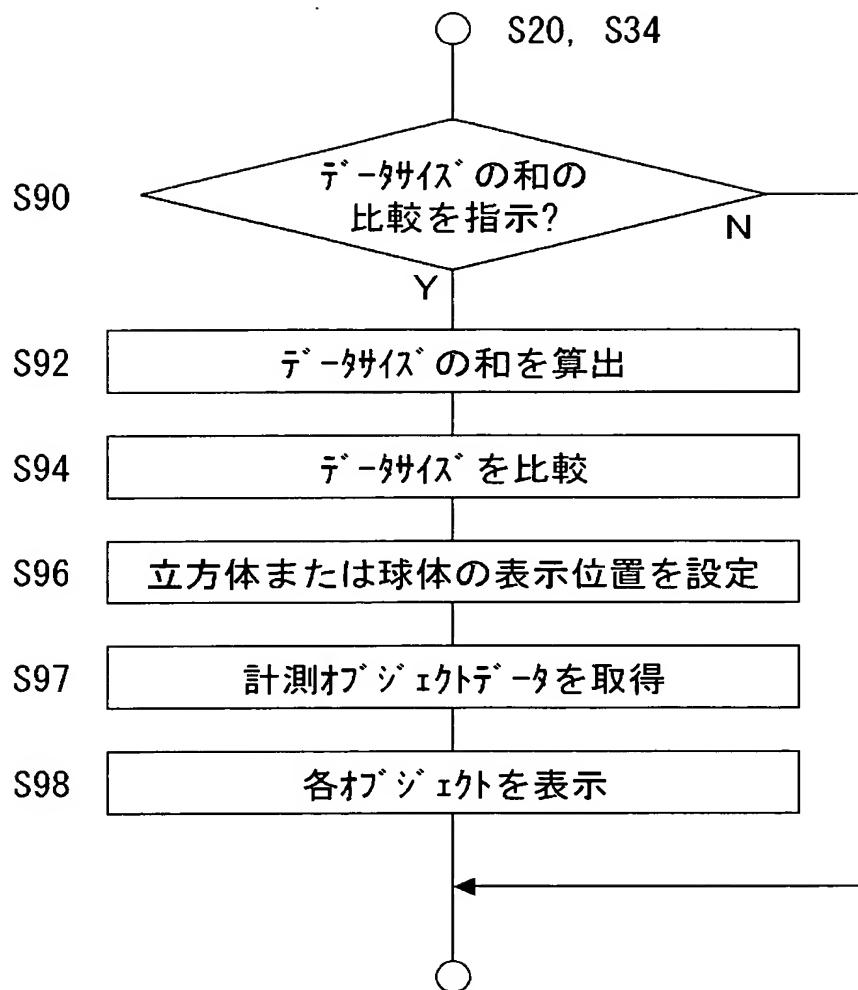 S20, S34
S90
ﾃﾞｰﾀｻｲｽﾞの和の
比較を指示?
N
Y
S92
ﾃﾞｰﾀｻｲｽﾞの和を算出
S94
ﾃﾞｰﾀｻｲｽﾞを比較
S96
立方体または球体の表示位置を設定
S97
計測ｵﾌﾞｼﾞｪｸﾄﾃﾞｰﾀを取得
S98
各ｵﾌﾞｼﾞｪｸﾄを表示